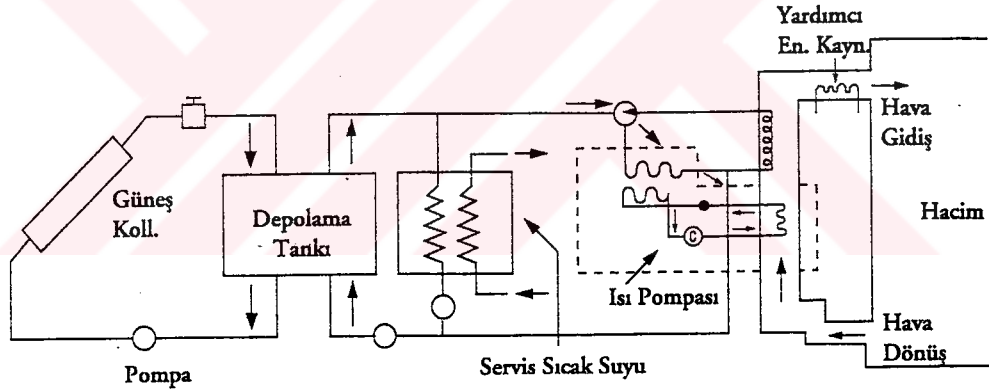 Yardımcı
En. Kayn.
Hava
Gidiş
Güneş
Koll.
Depolama
Tankı
Hacim
C
Isı Pompası
Hava
Dönüş
Servis Sıcak Suyu
Pompa